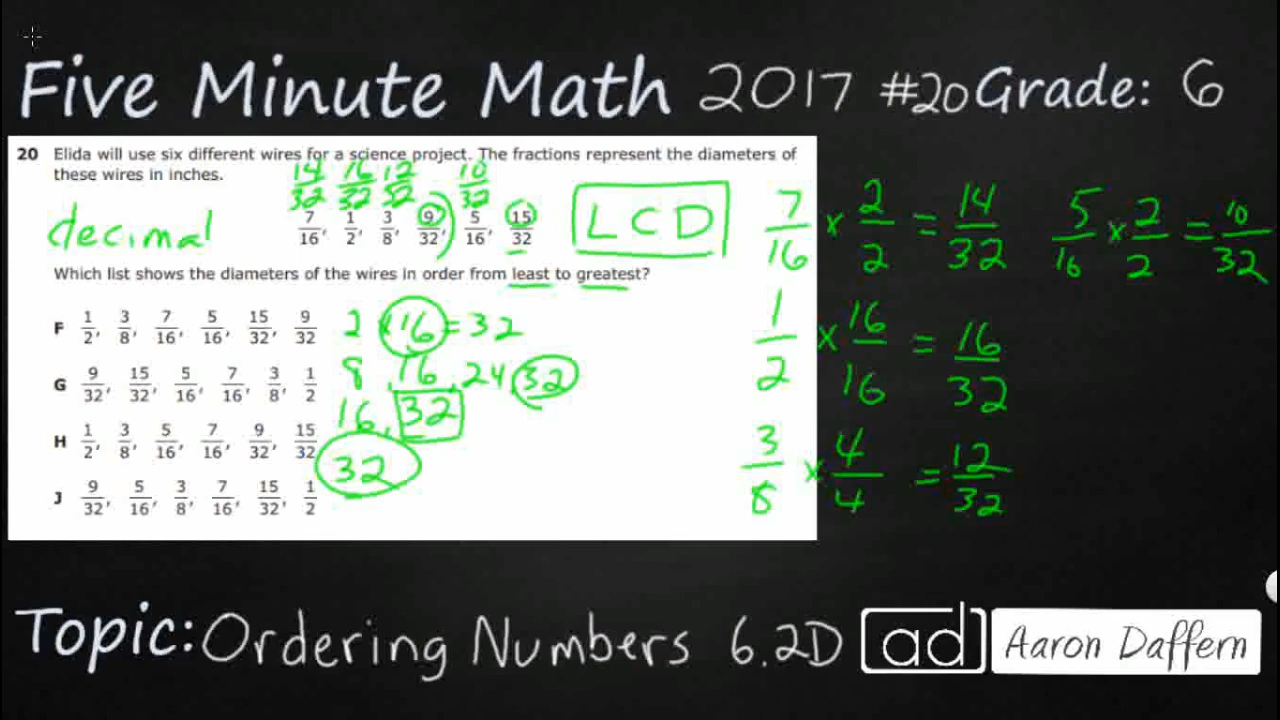 Five Minute Math 2017 #20 Grade: 6
20 Elida will use six different wires for a science project. The fractions represent the diameters of
these wires in inches.
14/32 16/32 12/32 10/32
decimal 7/16, 1/2, 3/8, 9/32, 5/16, 15/32 LCD
Which list shows the diameters of the wires in order from least to greatest?
F 1/2, 3/8, 7/16, 5/16, 15/32, 9/32
G 9/32, 15/32, 5/16, 7/16, 3/8, 1/2
H 1/2, 3/8, 5/16, 7/16, 9/32, 15/32
J 9/32, 5/16, 3/8, 7/16, 15/32, 1/2
2 × 16 = 32
8, 16, 24, 32
16, 32
32
7/16 × 2/2 = 14/32
1/2 × 16/16 = 16/32
3/8 × 4/4 = 12/32
5/16 × 2/2 = 10/32
Topic: Ordering Numbers 6.2D ad Aaron Daffern